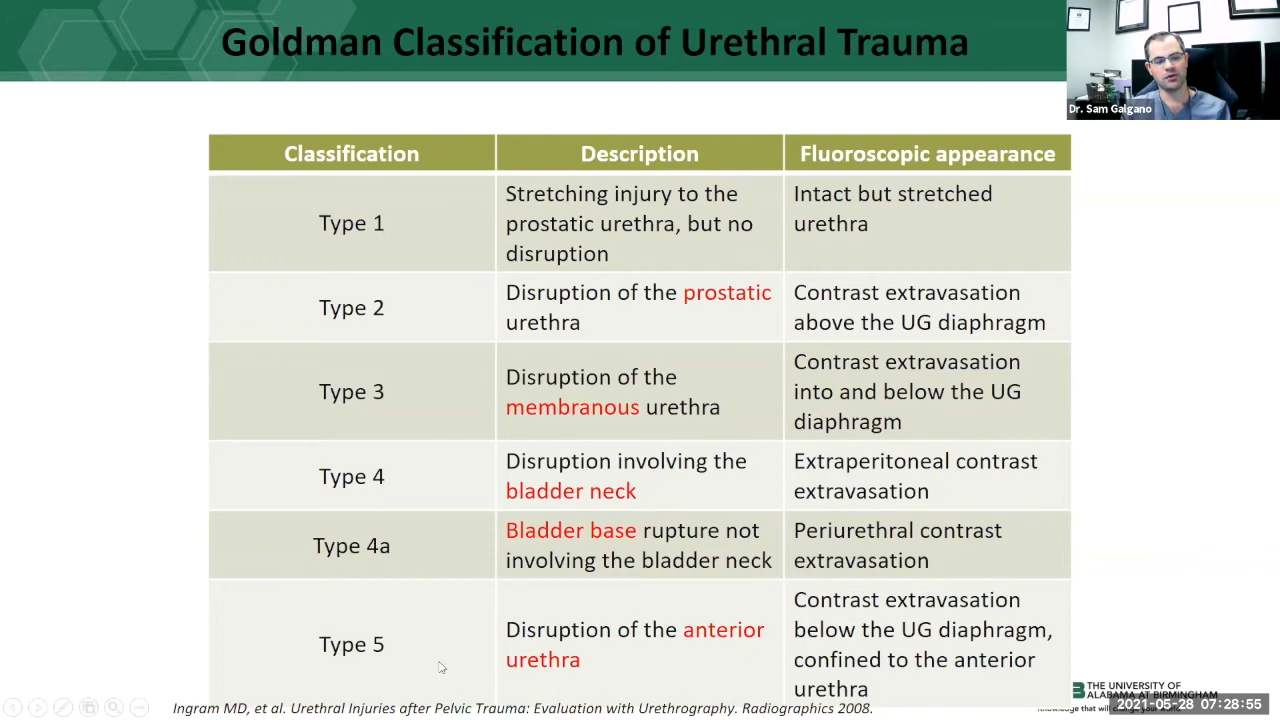 Goldman Classification of Urethral Trauma
Dr. Sam Galgano
Classification
Description
Fluoroscopic appearance
Type 1
Stretching injury to the
prostatic urethra, but no
disruption
Intact but stretched
urethra
Type 2
Disruption of the prostatic
urethra
Contrast extravasation
above the UG diaphragm
Type 3
Disruption of the
membranous urethra
Contrast extravasation
into and below the UG
diaphragm
Type 4
Disruption involving the
bladder neck
Extraperitoneal contrast
extravasation
Type 4a
Bladder base rupture not
involving the bladder neck
Periurethral contrast
extravasation
Type 5
Disruption of the anterior
urethra
Contrast extravasation
below the UG diaphragm,
confined to the anterior
urethra
THE UNIVERSITY OF
ALABAMA AT BIRMINGHAM
Knowledge that will
2021-05-28 07:28:55
Ingram MD, et al. Urethral Injuries after Pelvic Trauma: Evaluation with Urethrography. Radiographics 2008.